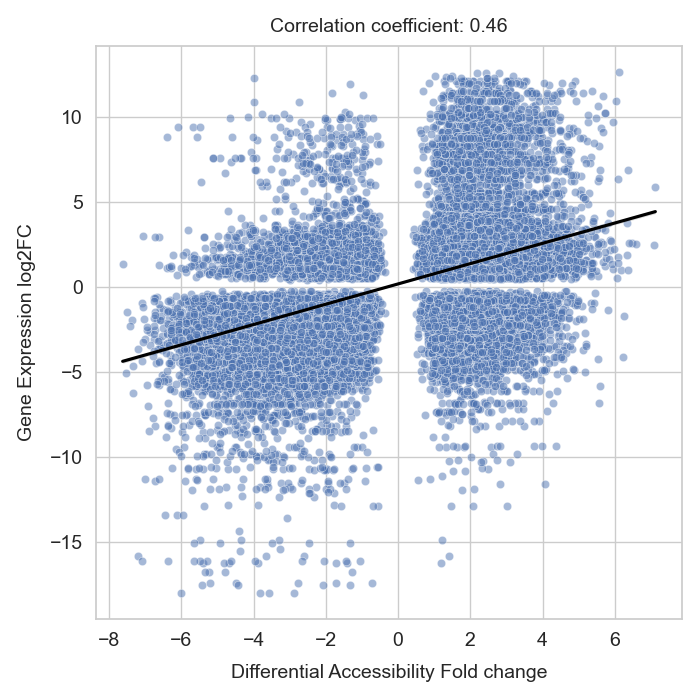 Correlation coefficient: 0.46
10
5
0
−5
−10
−15
Gene Expression log2FC
−8 −6 −4 −2 0 2 4 6
Differential Accessibility Fold change